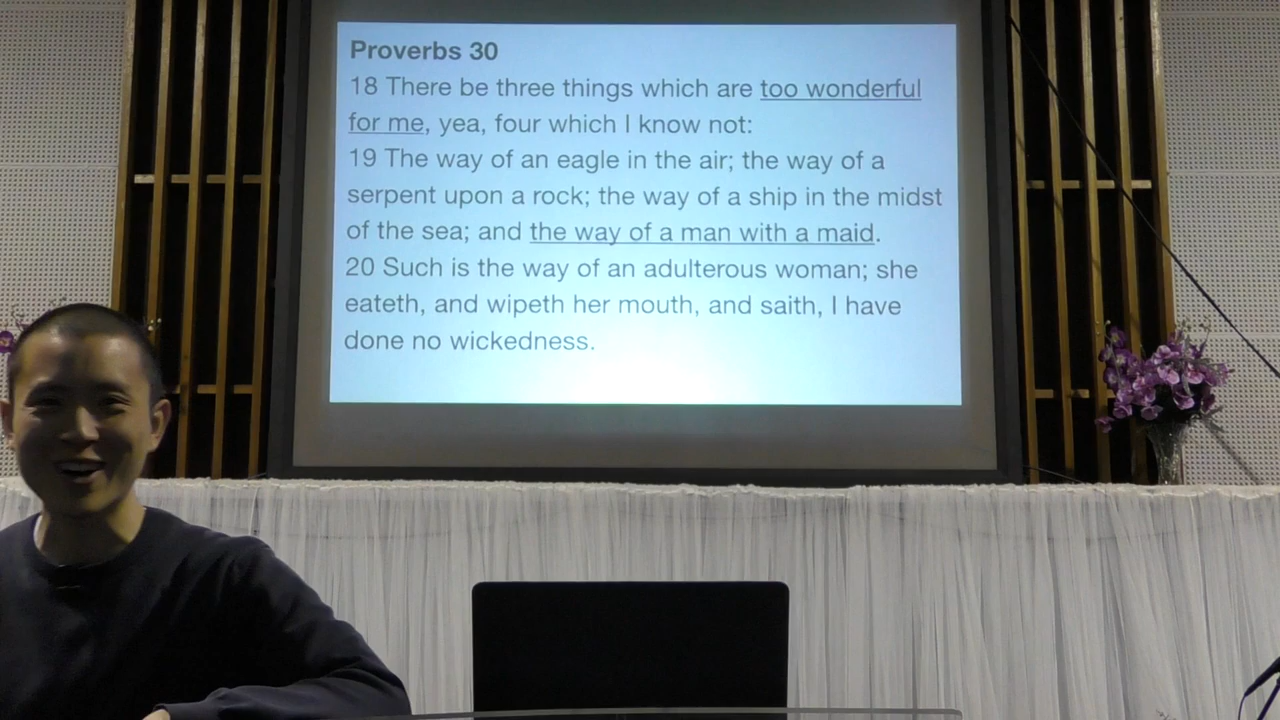 Proverbs 30
18 There be three things which are too wonderful
for me, yea, four which I know not:
19 The way of an eagle in the air; the way of a
serpent upon a rock; the way of a ship in the midst
of the sea; and the way of a man with a maid.
20 Such is the way of an adulterous woman; she
eateth, and wipeth her mouth, and saith, I have
done no wickedness.